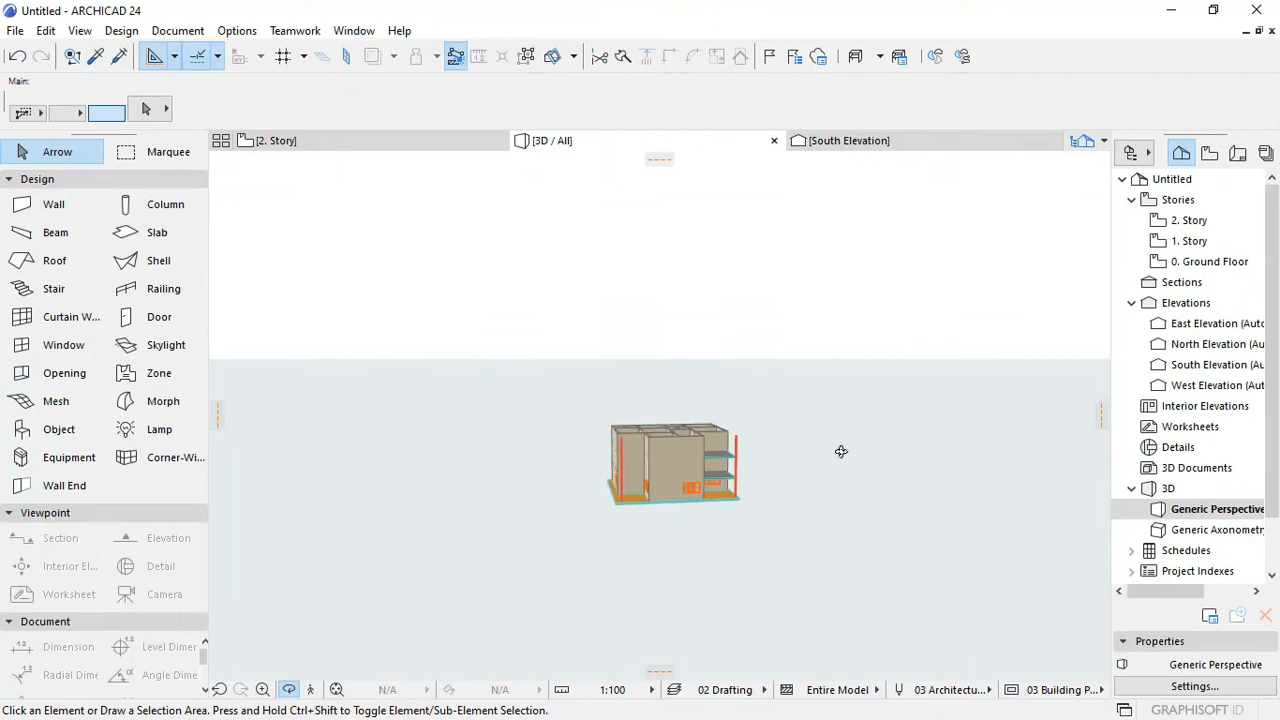 Untitled - ARCHICAD 24
File Edit View Design Document Options Teamwork Window Help
Main:
[2. Story] [3D / All] [South Elevation]
Arrow Marquee
Design
Wall Column
Beam Slab
Roof Shell
Stair Railing
Curtain W... Door
Window Skylight
Opening Zone
Mesh Morph
Object Lamp
Equipment Corner-Wi...
Wall End
Viewpoint
Section Elevation
Interior El... Detail
Worksheet Camera
Document
Dimension Level Dimer
Radial Dime Angle Dime
Untitled
Stories
2. Story
1. Story
0. Ground Floor
Sections
Elevations
East Elevation (Auto
North Elevation (Au
South Elevation (Au
West Elevation (Aut
Interior Elevations
Worksheets
Details
3D Documents
3D
Generic Perspective
Generic Axonometr
Schedules
Project Indexes
Properties
Generic Perspective
Settings...
N/A N/A 1:100 02 Drafting Entire Model 03 Architectu... 03 Building P...
Click an Element or Draw a Selection Area. Press and Hold Ctrl+Shift to Toggle Element/Sub-Element Selection.
GRAPHISOFT ID